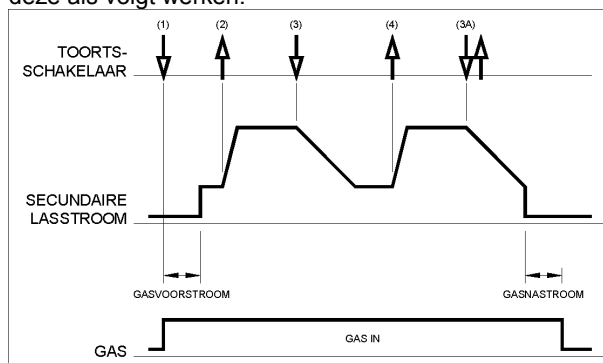 deze als volgt werken:
(1) (2) (3) (4) (3A)
TOORTS-
SCHAKELAAR
SECUNDAIRE
LASSTROOM
GASVOORSTROOM GASNASTROOM
GAS IN
GAS